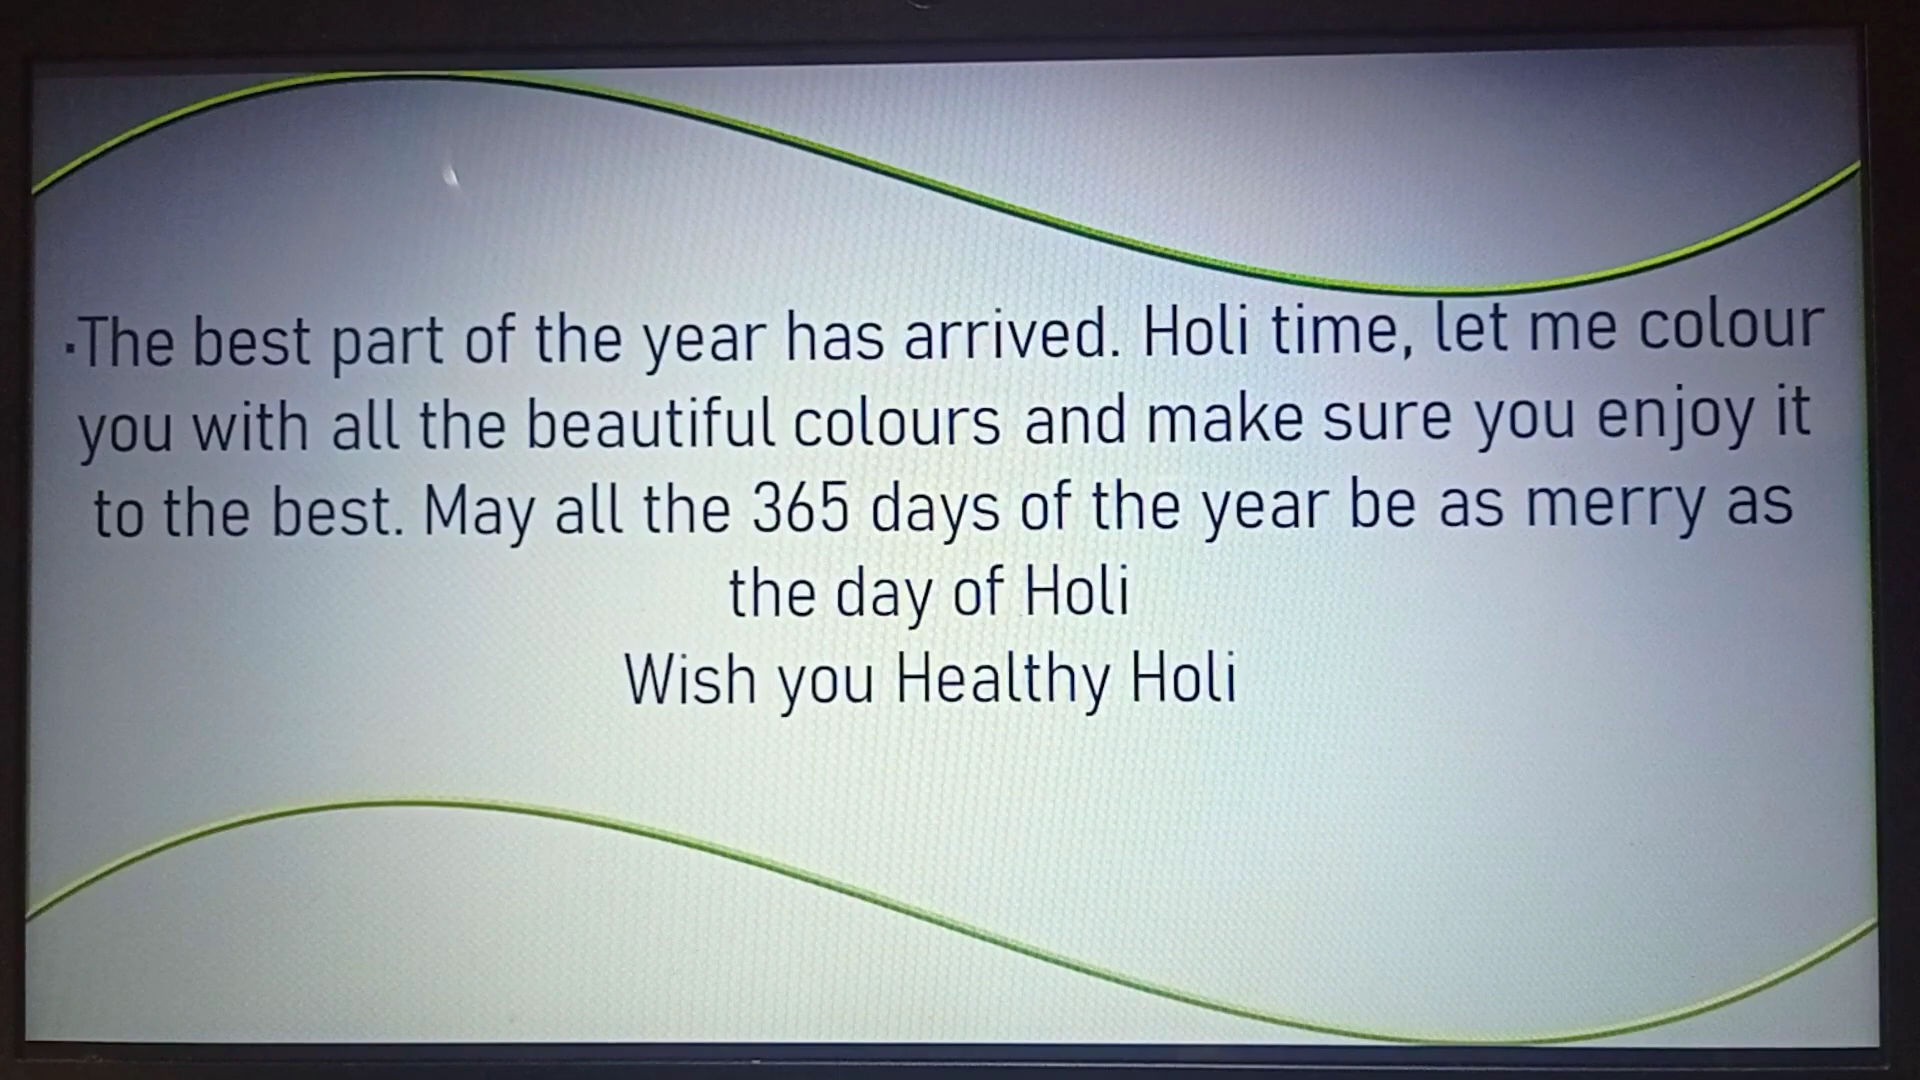 ·The best part of the year has arrived. Holi time, let me colour
you with all the beautiful colours and make sure you enjoy it
to the best. May all the 365 days of the year be as merry as
the day of Holi
Wish you Healthy Holi